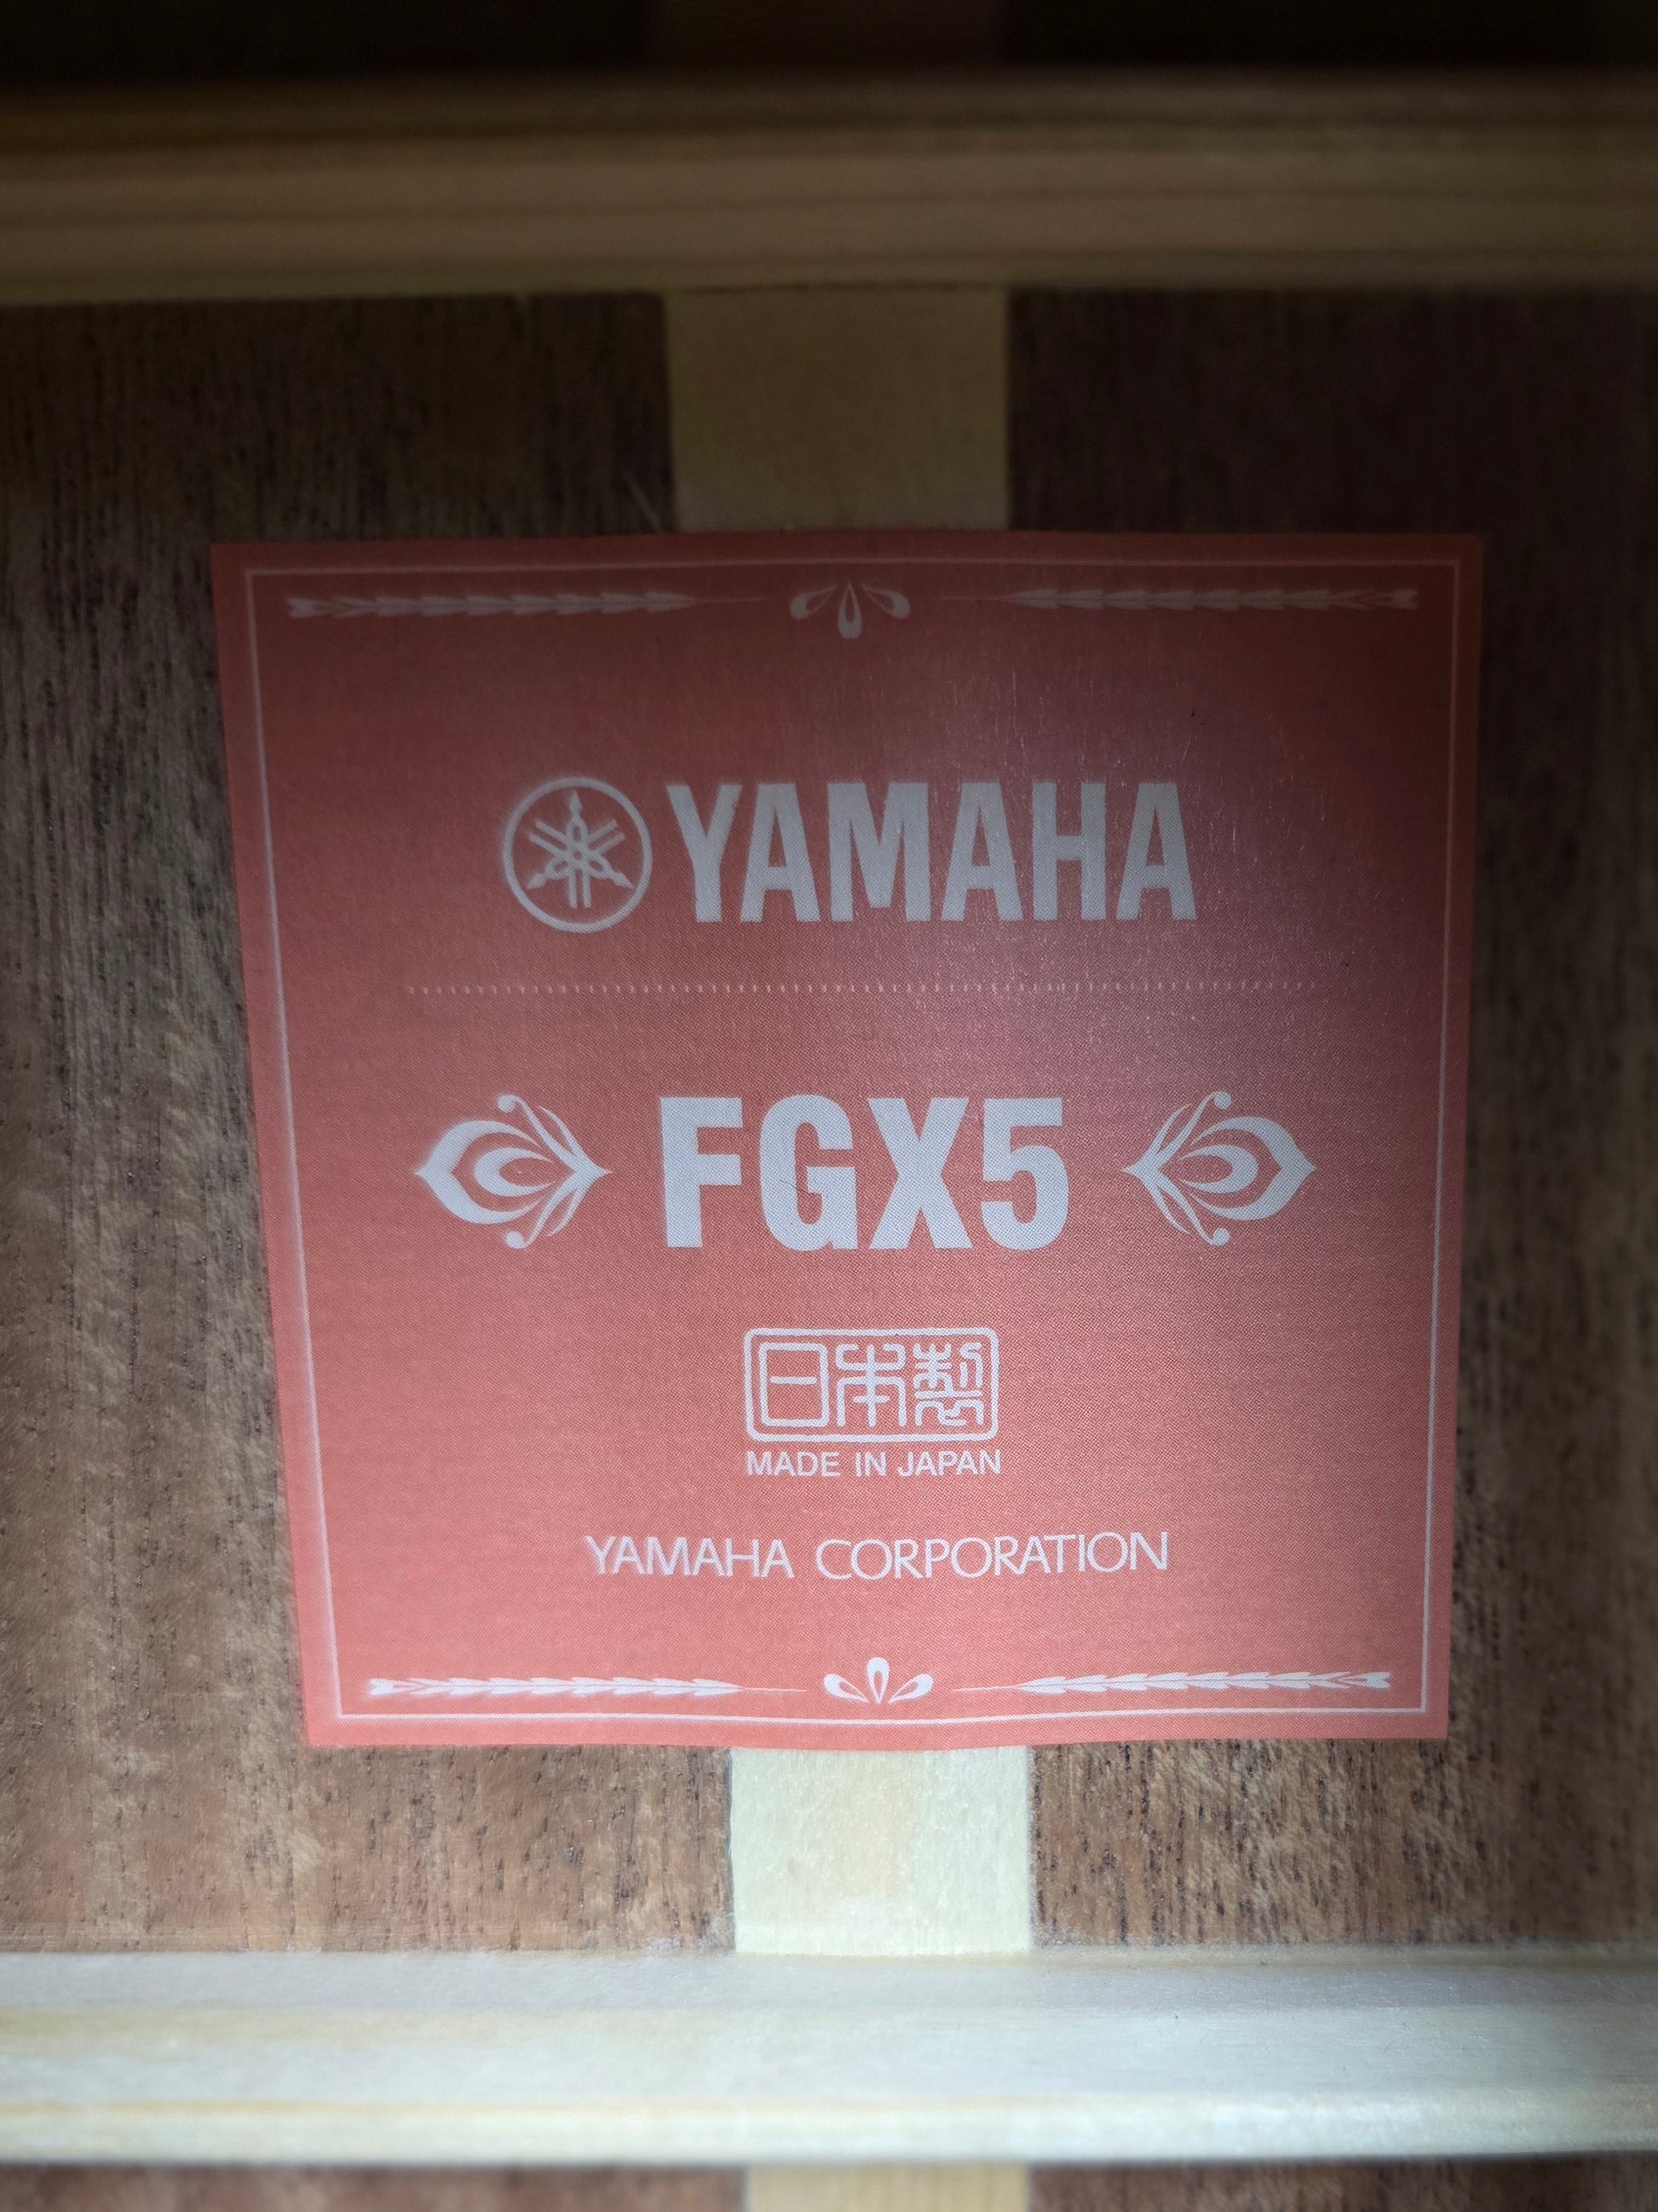 YAMAHA
FGX5
日本製
MADE IN JAPAN
YAMAHA CORPORATION